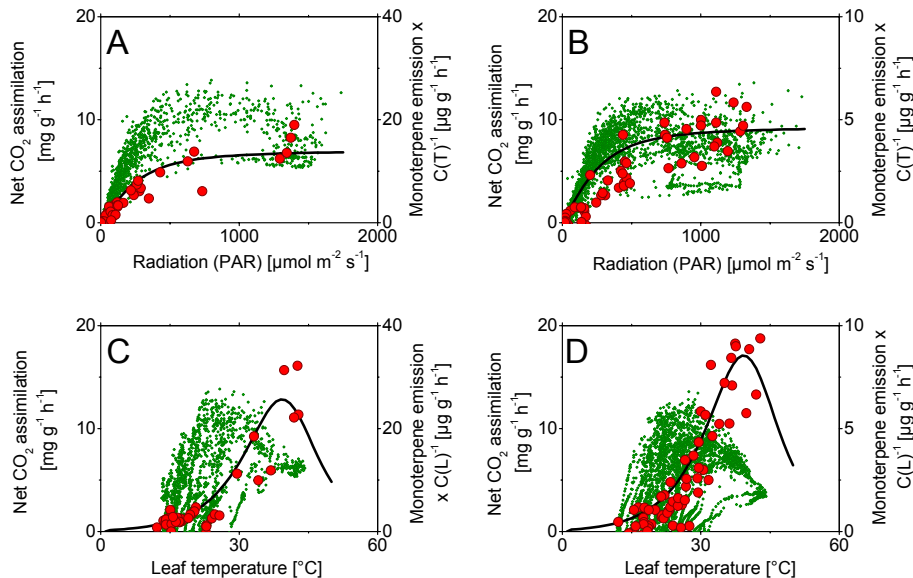 A
20
10
0
Net CO2 assimilation
[mg g-1 h-1]
40
20
0
Monoterpene emission x
C(T)-1 [µg g-1 h-1]
0
1000
2000
Radiation (PAR) [µmol m-2 s-1]
B
20
10
0
Net CO2 assimilation
[mg g-1 h-1]
10
5
0
Monoterpene emission x
C(T)-1 [µg g-1 h-1]
0
1000
2000
Radiation (PAR) [µmol m-2 s-1]
C
20
10
0
Net CO2 assimilation
[mg g-1 h-1]
40
20
0
Monoterpene emission
x C(L)-1 [µg g-1 h-1]
0
30
60
Leaf temperature [°C]
D
20
10
0
Net CO2 assimilation
[mg g-1 h-1]
10
5
0
Monoterpene emission x
C(L)-1 [µg g-1 h-1]
0
30
60
Leaf temperature [°C]